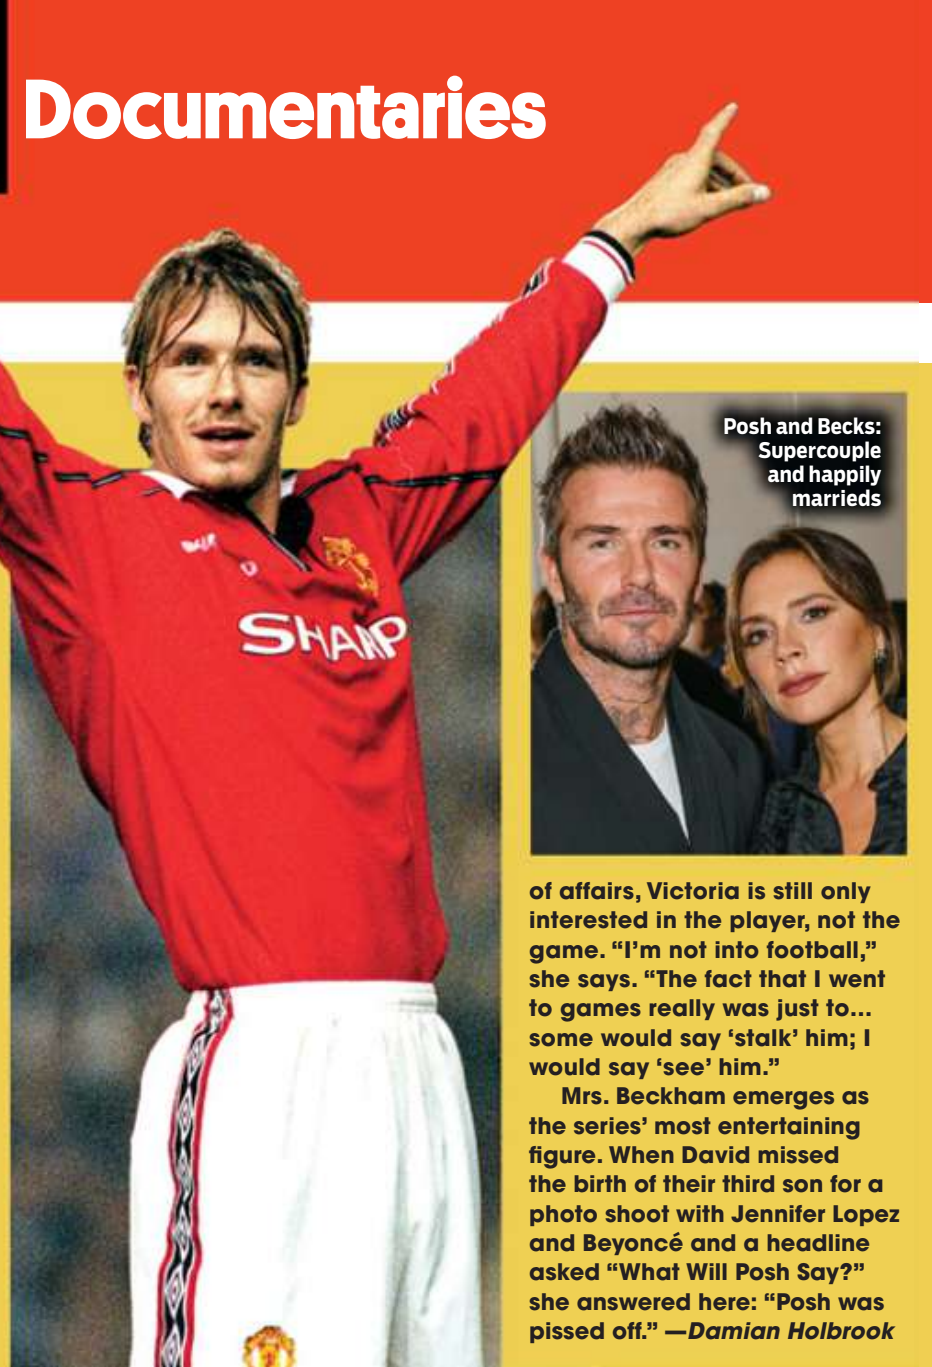 Documentaries
Posh and Becks:
Supercouple
and happily
marrieds
SHARP
of affairs, Victoria is still only
interested in the player, not the
game. “I’m not into football,”
she says. “The fact that I went
to games really was just to...
some would say ‘stalk’ him; I
would say ‘see’ him.”
Mrs. Beckham emerges as
the series’ most entertaining
figure. When David missed
the birth of their third son for a
photo shoot with Jennifer Lopez
and Beyoncé and a headline
asked “What Will Posh Say?”
she answered here: “Posh was
pissed off.” —Damian Holbrook